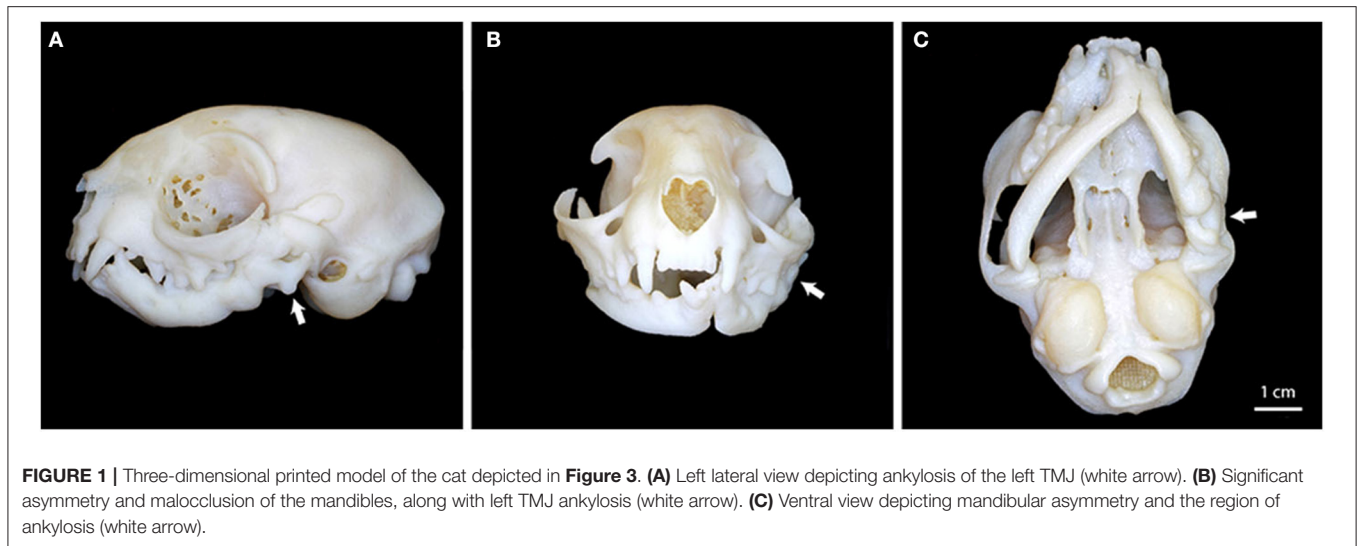 A
B
C
1 cm
FIGURE 1 | Three-dimensional printed model of the cat depicted in Figure 3. (A) Left lateral view depicting ankylosis of the left TMJ (white arrow). (B) Significant
asymmetry and malocclusion of the mandibles, along with left TMJ ankylosis (white arrow). (C) Ventral view depicting mandibular asymmetry and the region of
ankylosis (white arrow).